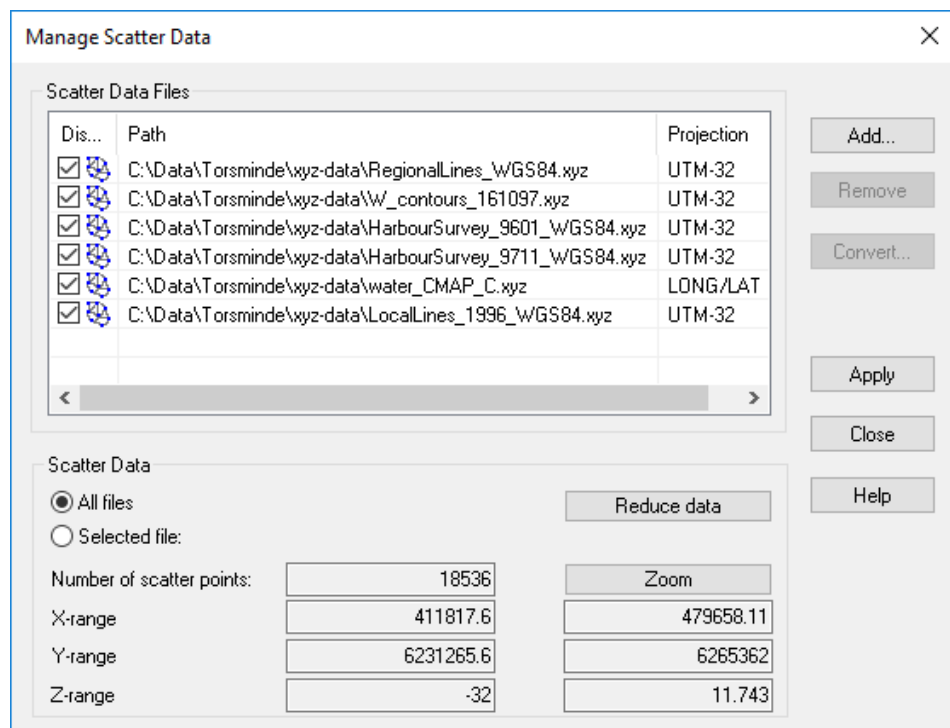 Manage Scatter Data
Scatter Data Files
Dis... Path Projection
C:\Data\Torsminde\xyz-data\RegionalLines_WGS84.xyz UTM-32
C:\Data\Torsminde\xyz-data\W_contours_161097.xyz UTM-32
C:\Data\Torsminde\xyz-data\HarbourSurvey_9601_WGS84.xyz UTM-32
C:\Data\Torsminde\xyz-data\HarbourSurvey_9711_WGS84.xyz UTM-32
C:\Data\Torsminde\xyz-data\water_CMAP_C.xyz LONG/LAT
C:\Data\Torsminde\xyz-data\LocalLines_1996_WGS84.xyz UTM-32
Add...
Remove
Convert...
Apply
Close
Help
Scatter Data
All files
Reduce data
Selected file:
Number of scatter points: 18536 Zoom
X-range 411817.6 479658.11
Y-range 6231265.6 6265362
Z-range -32 11.743